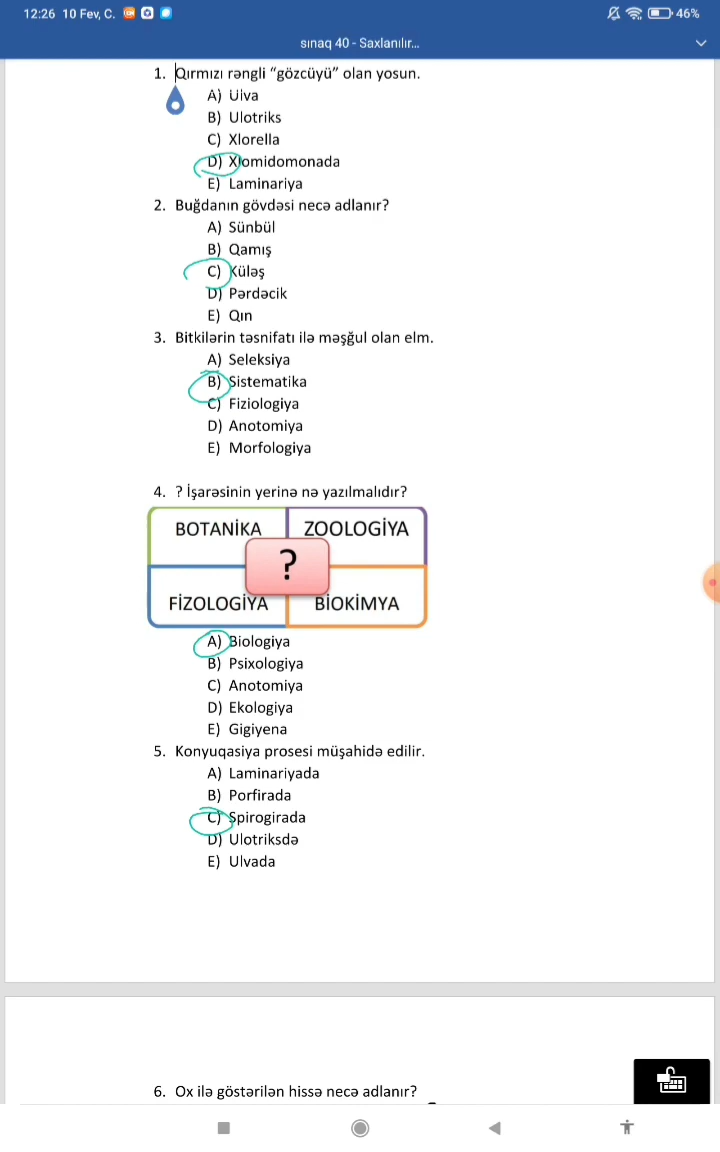 12:26 10 Fev, C. 46%
sınaq 40 - Saxlanılır...
1. Qırmızı rəngli “gözcüyü” olan yosun.
A) Ulva
B) Ulotriks
C) Xlorella
D) Xlomidomonada
E) Laminariya
2. Buğdanın gövdəsi necə adlanır?
A) Sünbül
B) Qamış
C) Küləş
D) Pərdəcik
E) Qın
3. Bitkilərin təsnifatı ilə məşğul olan elm.
A) Seleksiya
B) Sistematika
C) Fiziologiya
D) Anotomiya
E) Morfologiya
4. ? İşarəsinin yerinə nə yazılmalıdır?
BOTANİKA ZOOLOGİYA
?
FİZOLOGİYA BİOKİMYA
A) Biologiya
B) Psixologiya
C) Anotomiya
D) Ekologiya
E) Gigiyena
5. Konyuqasiya prosesi müşahidə edilir.
A) Laminariyada
B) Porfirada
C) Spirogirada
D) Ulotriksdə
E) Ulvada
6. Ox ilə göstərilən hissə necə adlanır?